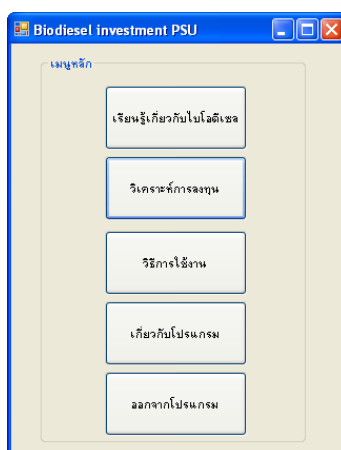 Biodiesel investment PSU
เมนูหลัก
เรียนรู้เกี่ยวกับไบโอดีเซล
วิเคราะห์การลงทุน
วิธีการใช้งาน
เกี่ยวกับโปรแกรม
ออกจากโปรแกรม